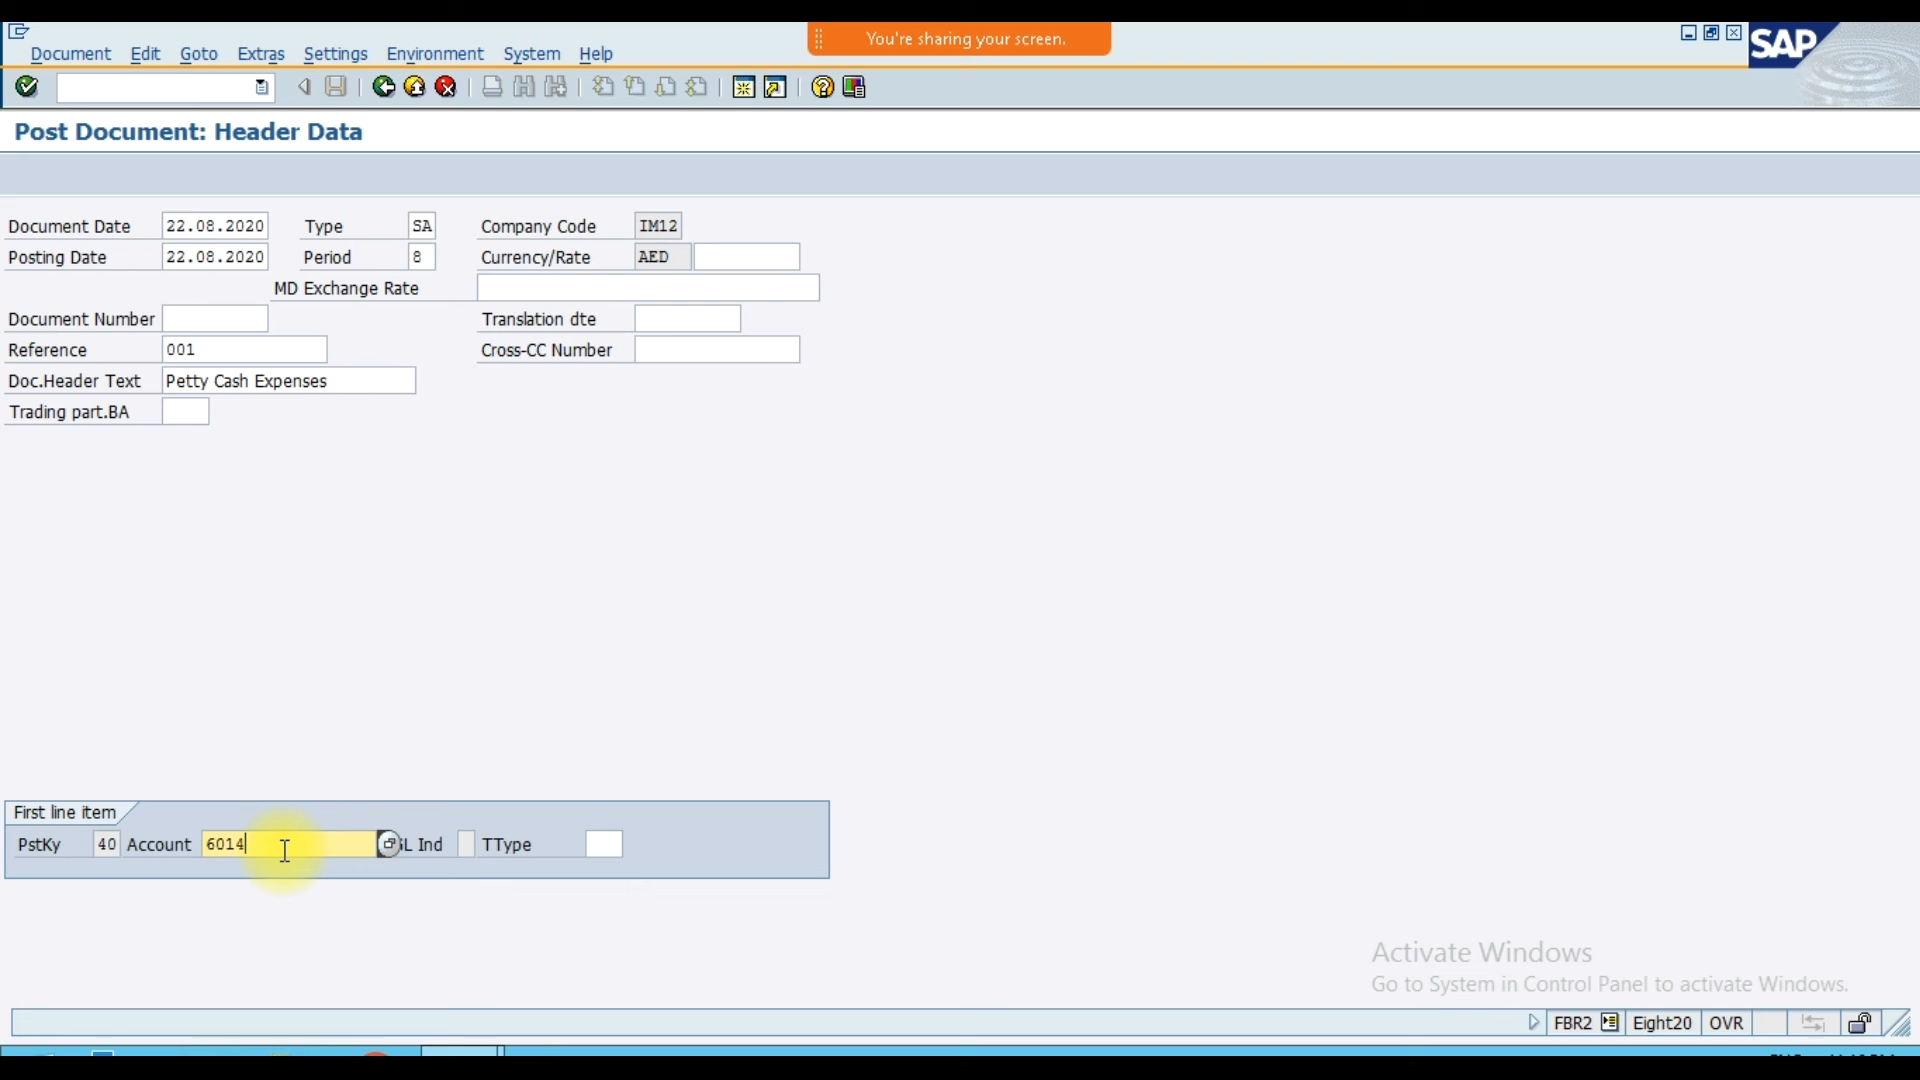 You're sharing your screen.
Document Edit Goto Extras Settings Environment System Help
SAP
Post Document: Header Data
Document Date 22.08.2020 Type SA Company Code IM12
Posting Date 22.08.2020 Period 8 Currency/Rate AED
MD Exchange Rate
Document Number Translation dte
Reference 001 Cross-CC Number
Doc.Header Text Petty Cash Expenses
Trading part.BA
First line item
PstKy 40 Account 6014 GL Ind TType
Activate Windows
Go to System in Control Panel to activate Windows.
FBR2 Eight20 OVR